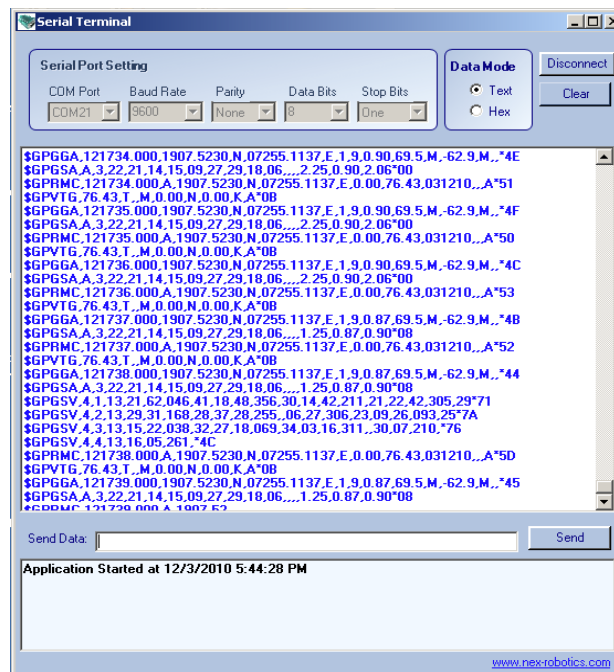 Serial Terminal
Serial Port Setting
COM Port Baud Rate Parity Data Bits Stop Bits
COM21 9600 None 8 One
Data Mode
Text
Hex
Disconnect
Clear
$GPGGA,121734.000,1907.5230,N,07255.1137,E,1,9,0.90,69.5,M,-62.9,M,,*4E
$GPGSA,A,3,22,21,14,15,09,27,29,18,06,,,,2.25,0.90,2.06*00
$GPRMC,121734.000,A,1907.5230,N,07255.1137,E,0.00,76.43,031210,,,A*51
$GPVTG,76.43,T,,M,0.00,N,0.00,K,A*0B
$GPGGA,121735.000,1907.5230,N,07255.1137,E,1,9,0.90,69.5,M,-62.9,M,,*4F
$GPGSA,A,3,22,21,14,15,09,27,29,18,06,,,,2.25,0.90,2.06*00
$GPRMC,121735.000,A,1907.5230,N,07255.1137,E,0.00,76.43,031210,,,A*50
$GPVTG,76.43,T,,M,0.00,N,0.00,K,A*0B
$GPGGA,121736.000,1907.5230,N,07255.1137,E,1,9,0.90,69.5,M,-62.9,M,,*4C
$GPGSA,A,3,22,21,14,15,09,27,29,18,06,,,,2.25,0.90,2.06*00
$GPRMC,121736.000,A,1907.5230,N,07255.1137,E,0.00,76.43,031210,,,A*53
$GPVTG,76.43,T,,M,0.00,N,0.00,K,A*0B
$GPGGA,121737.000,1907.5230,N,07255.1137,E,1,9,0.87,69.5,M,-62.9,M,,*4B
$GPGSA,A,3,22,21,14,15,09,27,29,18,06,,,,1.25,0.87,0.90*08
$GPRMC,121737.000,A,1907.5230,N,07255.1137,E,0.00,76.43,031210,,,A*52
$GPVTG,76.43,T,,M,0.00,N,0.00,K,A*0B
$GPGGA,121738.000,1907.5230,N,07255.1137,E,1,9,0.87,69.5,M,-62.9,M,,*44
$GPGSA,A,3,22,21,14,15,09,27,29,18,06,,,,1.25,0.87,0.90*08
$GPGSV,4,1,13,21,62,046,41,18,48,356,30,14,42,211,21,22,42,305,29*71
$GPGSV,4,2,13,29,31,168,28,37,28,255,,06,27,306,23,09,26,093,25*7A
$GPGSV,4,3,13,15,22,038,32,27,18,069,34,03,16,311,,30,07,210,*76
$GPGSV,4,4,13,16,05,261,*4C
$GPRMC,121738.000,A,1907.5230,N,07255.1137,E,0.00,76.43,031210,,,A*5D
$GPVTG,76.43,T,,M,0.00,N,0.00,K,A*0B
$GPGGA,121739.000,1907.5230,N,07255.1137,E,1,9,0.87,69.5,M,-62.9,M,,*45
$GPGSA,A,3,22,21,14,15,09,27,29,18,06,,,,1.25,0.87,0.90*08
$GPRMC,121739.000,A,1907.52
Send Data:
Send
Application Started at 12/3/2010 5:44:28 PM
www.nex-robotics.com